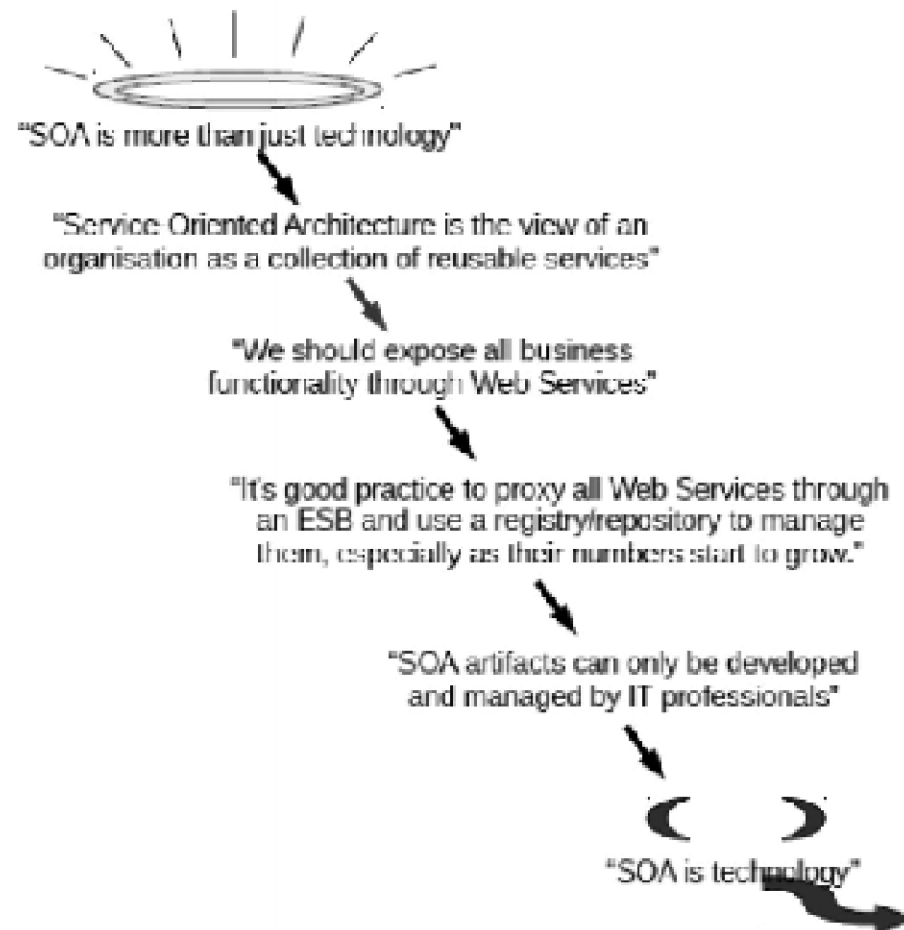 "SOA is more than just technology"
"Service Oriented Architecture is the view of an
organisation as a collection of reusable services"
"We should expose all business
functionality through Web Services"
"It's good practice to proxy all Web Services through
an ESB and use a registry/repository to manage
them, especially as their numbers start to grow."
"SOA artifacts can only be developed
and managed by IT professionals"
"SOA is technology"